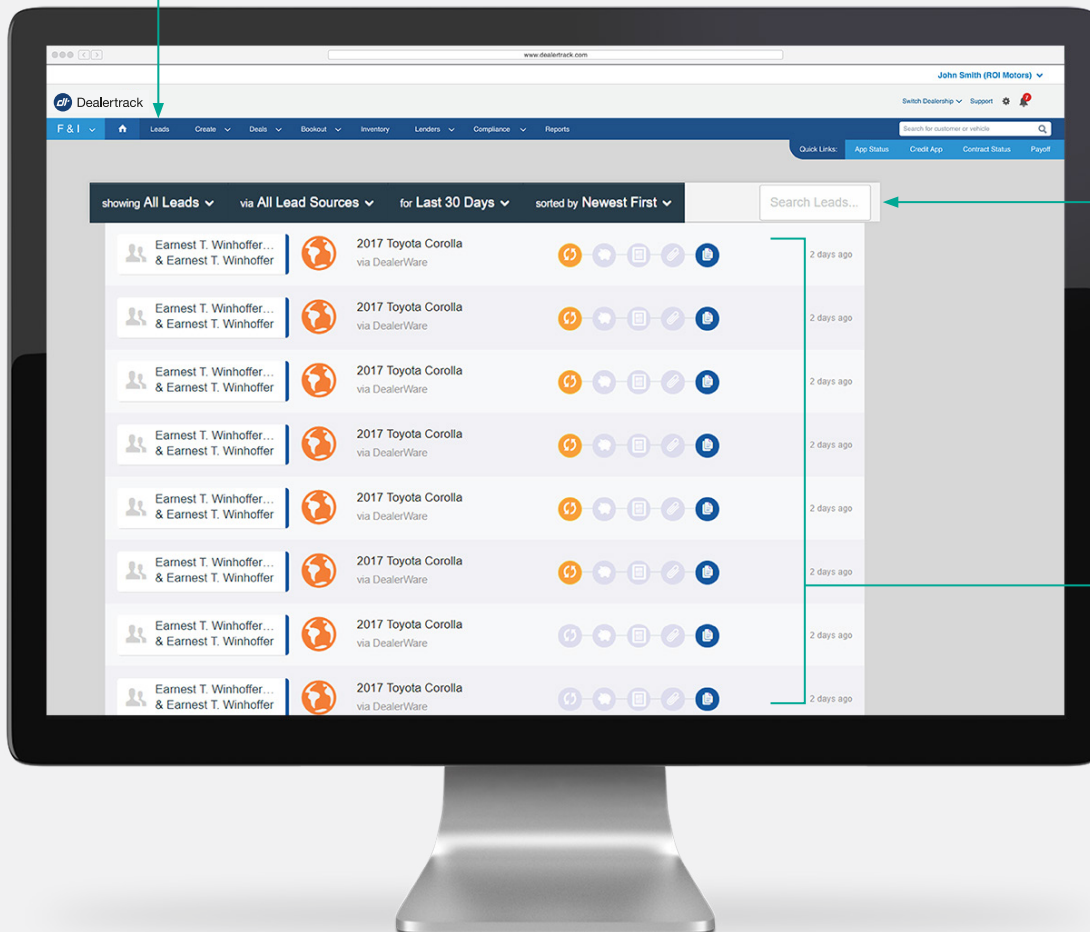 www.dealertrack.com
John Smith (ROI Motors)
Dealertrack
Switch Dealership Support
F & I Leads Create Deals Bookout Inventory Lenders Compliance Reports Search for customer or vehicle
Quick Links: App Status Credit App Contract Status Payoff
showing All Leads via All Lead Sources for Last 30 Days sorted by Newest First Search Leads...
Earnest T. Winhoffer... 2017 Toyota Corolla
& Earnest T. Winhoffer via DealerWare 2 days ago
Earnest T. Winhoffer... 2017 Toyota Corolla
& Earnest T. Winhoffer via DealerWare 2 days ago
Earnest T. Winhoffer... 2017 Toyota Corolla
& Earnest T. Winhoffer via DealerWare 2 days ago
Earnest T. Winhoffer... 2017 Toyota Corolla
& Earnest T. Winhoffer via DealerWare 2 days ago
Earnest T. Winhoffer... 2017 Toyota Corolla
& Earnest T. Winhoffer via DealerWare 2 days ago
Earnest T. Winhoffer... 2017 Toyota Corolla
& Earnest T. Winhoffer via DealerWare 2 days ago
Earnest T. Winhoffer... 2017 Toyota Corolla
& Earnest T. Winhoffer via DealerWare 2 days ago
Earnest T. Winhoffer... 2017 Toyota Corolla
& Earnest T. Winhoffer via DealerWare 2 days ago